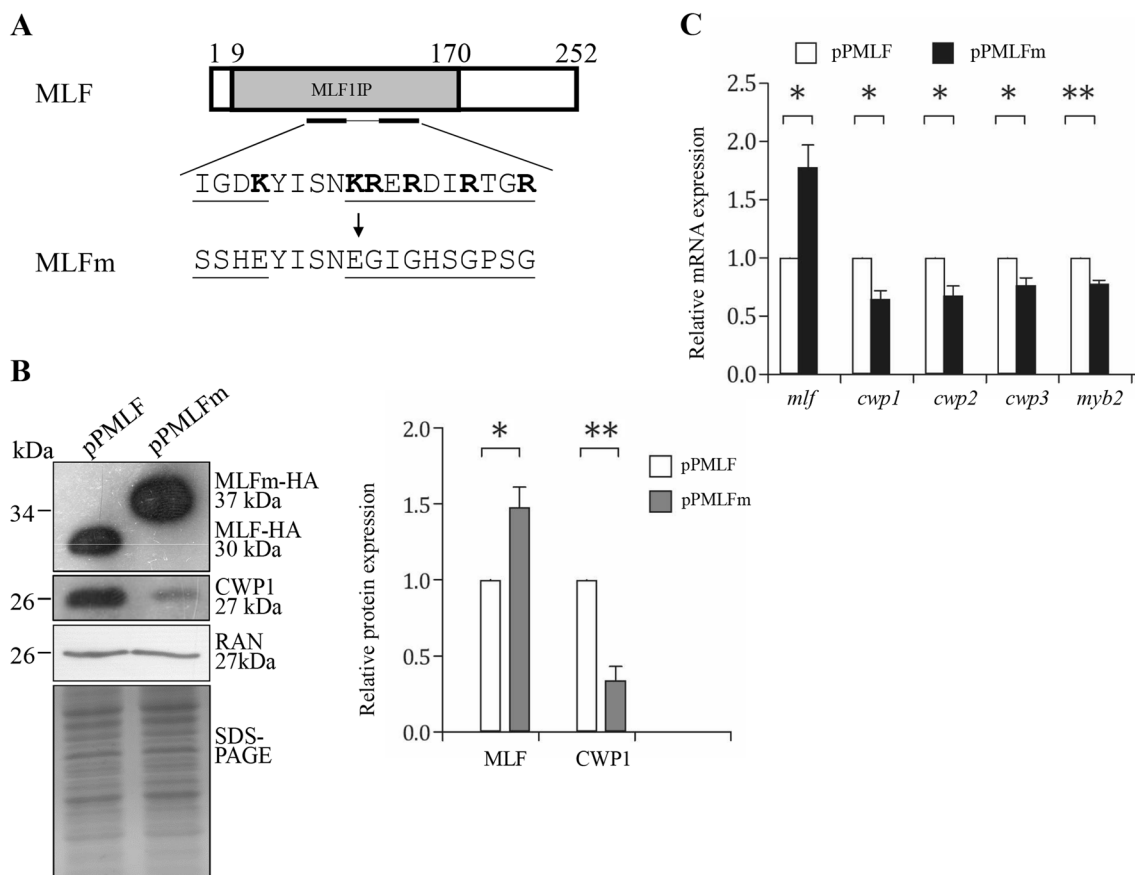 A
1 9 170 252
MLF
MLF1IP
IGDKYISNKRERDIRTGR
MLFm
SSHEYISNEGIGHSGPSG
B
kDa
pPMLF
pPMLFm
34
MLFm-HA
37 kDa
MLF-HA
30 kDa
26
CWP1
27 kDa
26
RAN
27kDa
SDS-
PAGE
Relative protein expression
2.0
1.5
1.0
0.5
0.0
* **
pPMLF
pPMLFm
MLF CWP1
C
pPMLF pPMLFm
Relative mRNA expression
2.5
2.0
1.5
1.0
0.5
0.0
* * * * **
mlf cwp1 cwp2 cwp3 myb2